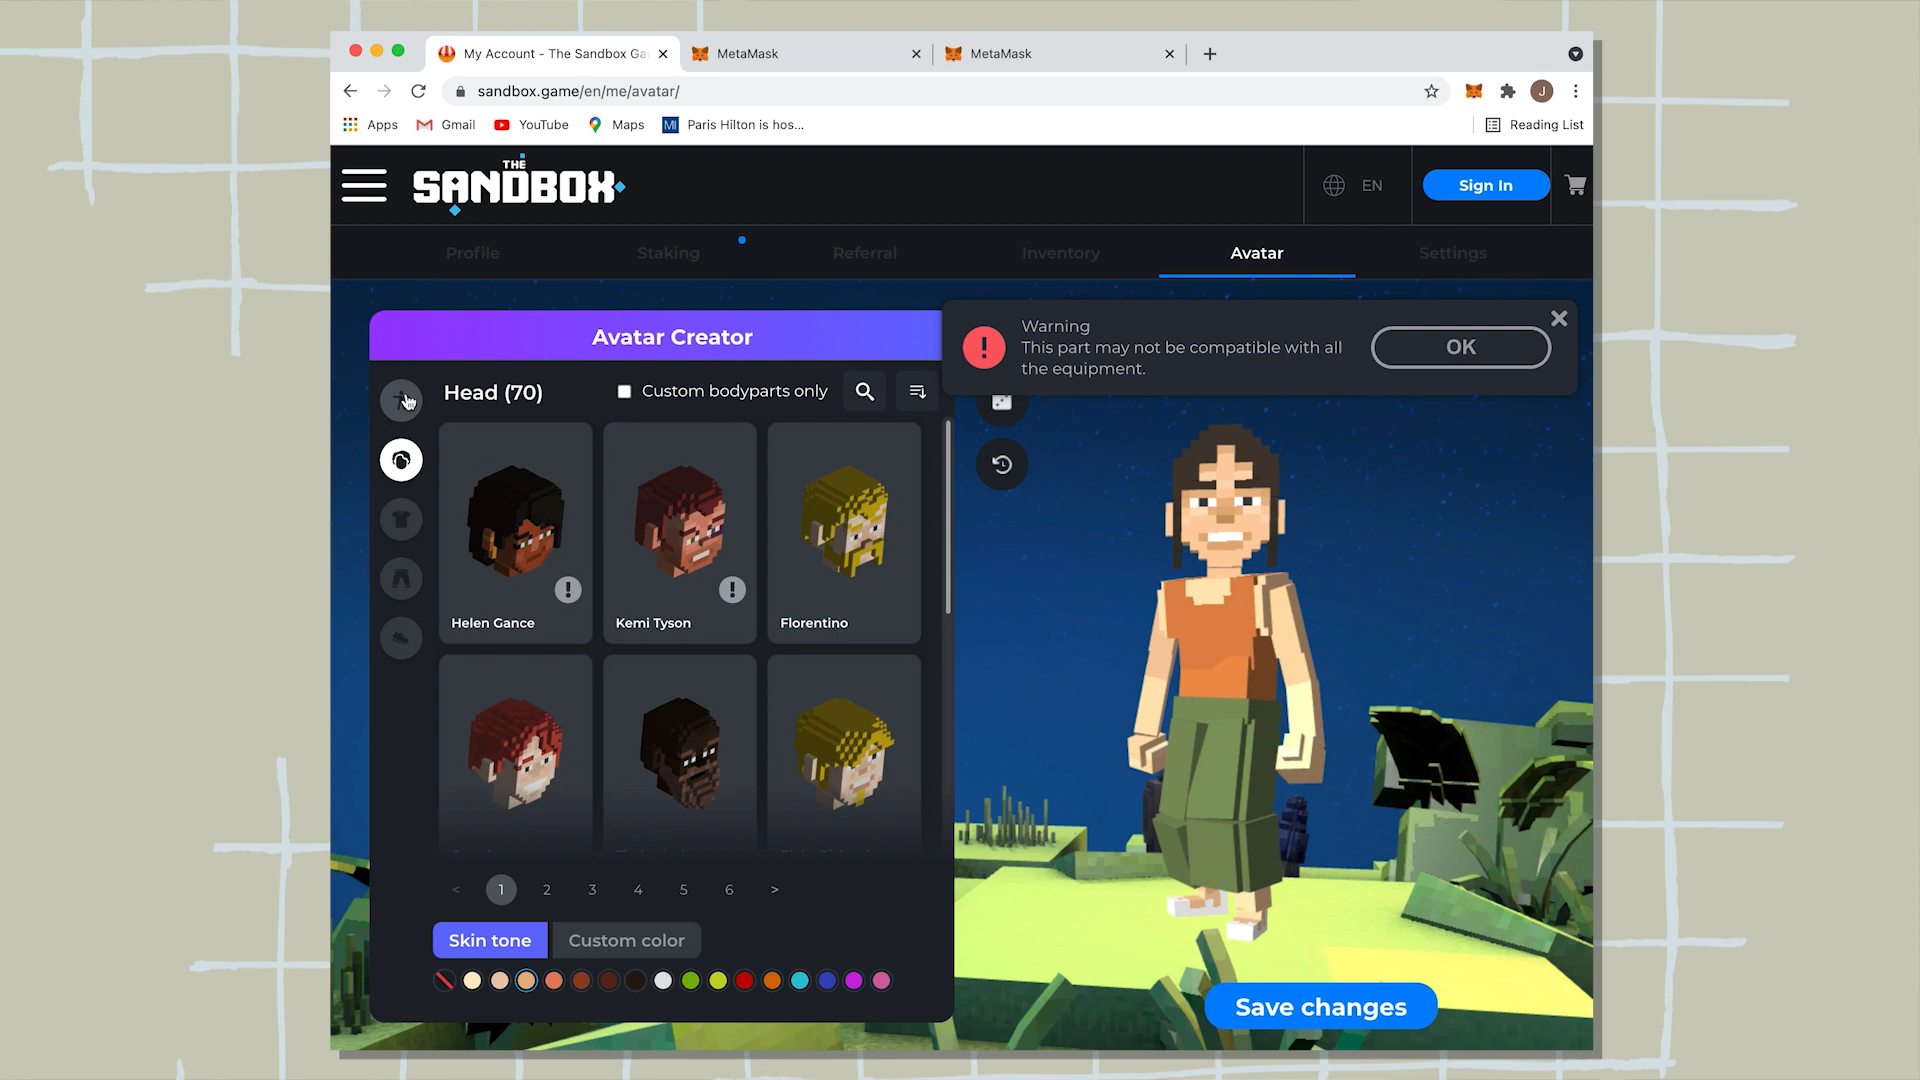 My Account - The Sandbox Ga
MetaMask
MetaMask
sandbox.game/en/me/avatar/
J
Apps
Gmail
YouTube
Maps
MI
Paris Hilton is hos...
Reading List
THE
SANDBOX
EN
Sign In
Profile
Staking
Referral
Inventory
Avatar
Settings
Avatar Creator
Warning
This part may not be compatible with all
the equipment.
OK
Head (70)
Custom bodyparts only
Helen Gance
Kemi Tyson
Florentino
< 1 2 3 4 5 6 >
Skin tone
Custom color
Save changes